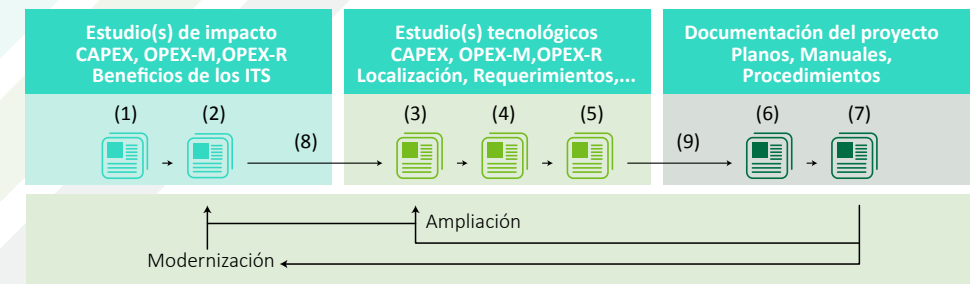 Estudio(s) de impacto
CAPEX, OPEX-M,OPEX-R
Beneficios de los ITS
Estudio(s) tecnológicos
CAPEX, OPEX-M,OPEX-R
Localización, Requerimientos,...
Documentación del proyecto
Planos, Manuales,
Procedimientos
(1)
(2)
(8)
(3)
(4)
(5)
(9)
(6)
(7)
Ampliación
Modernización